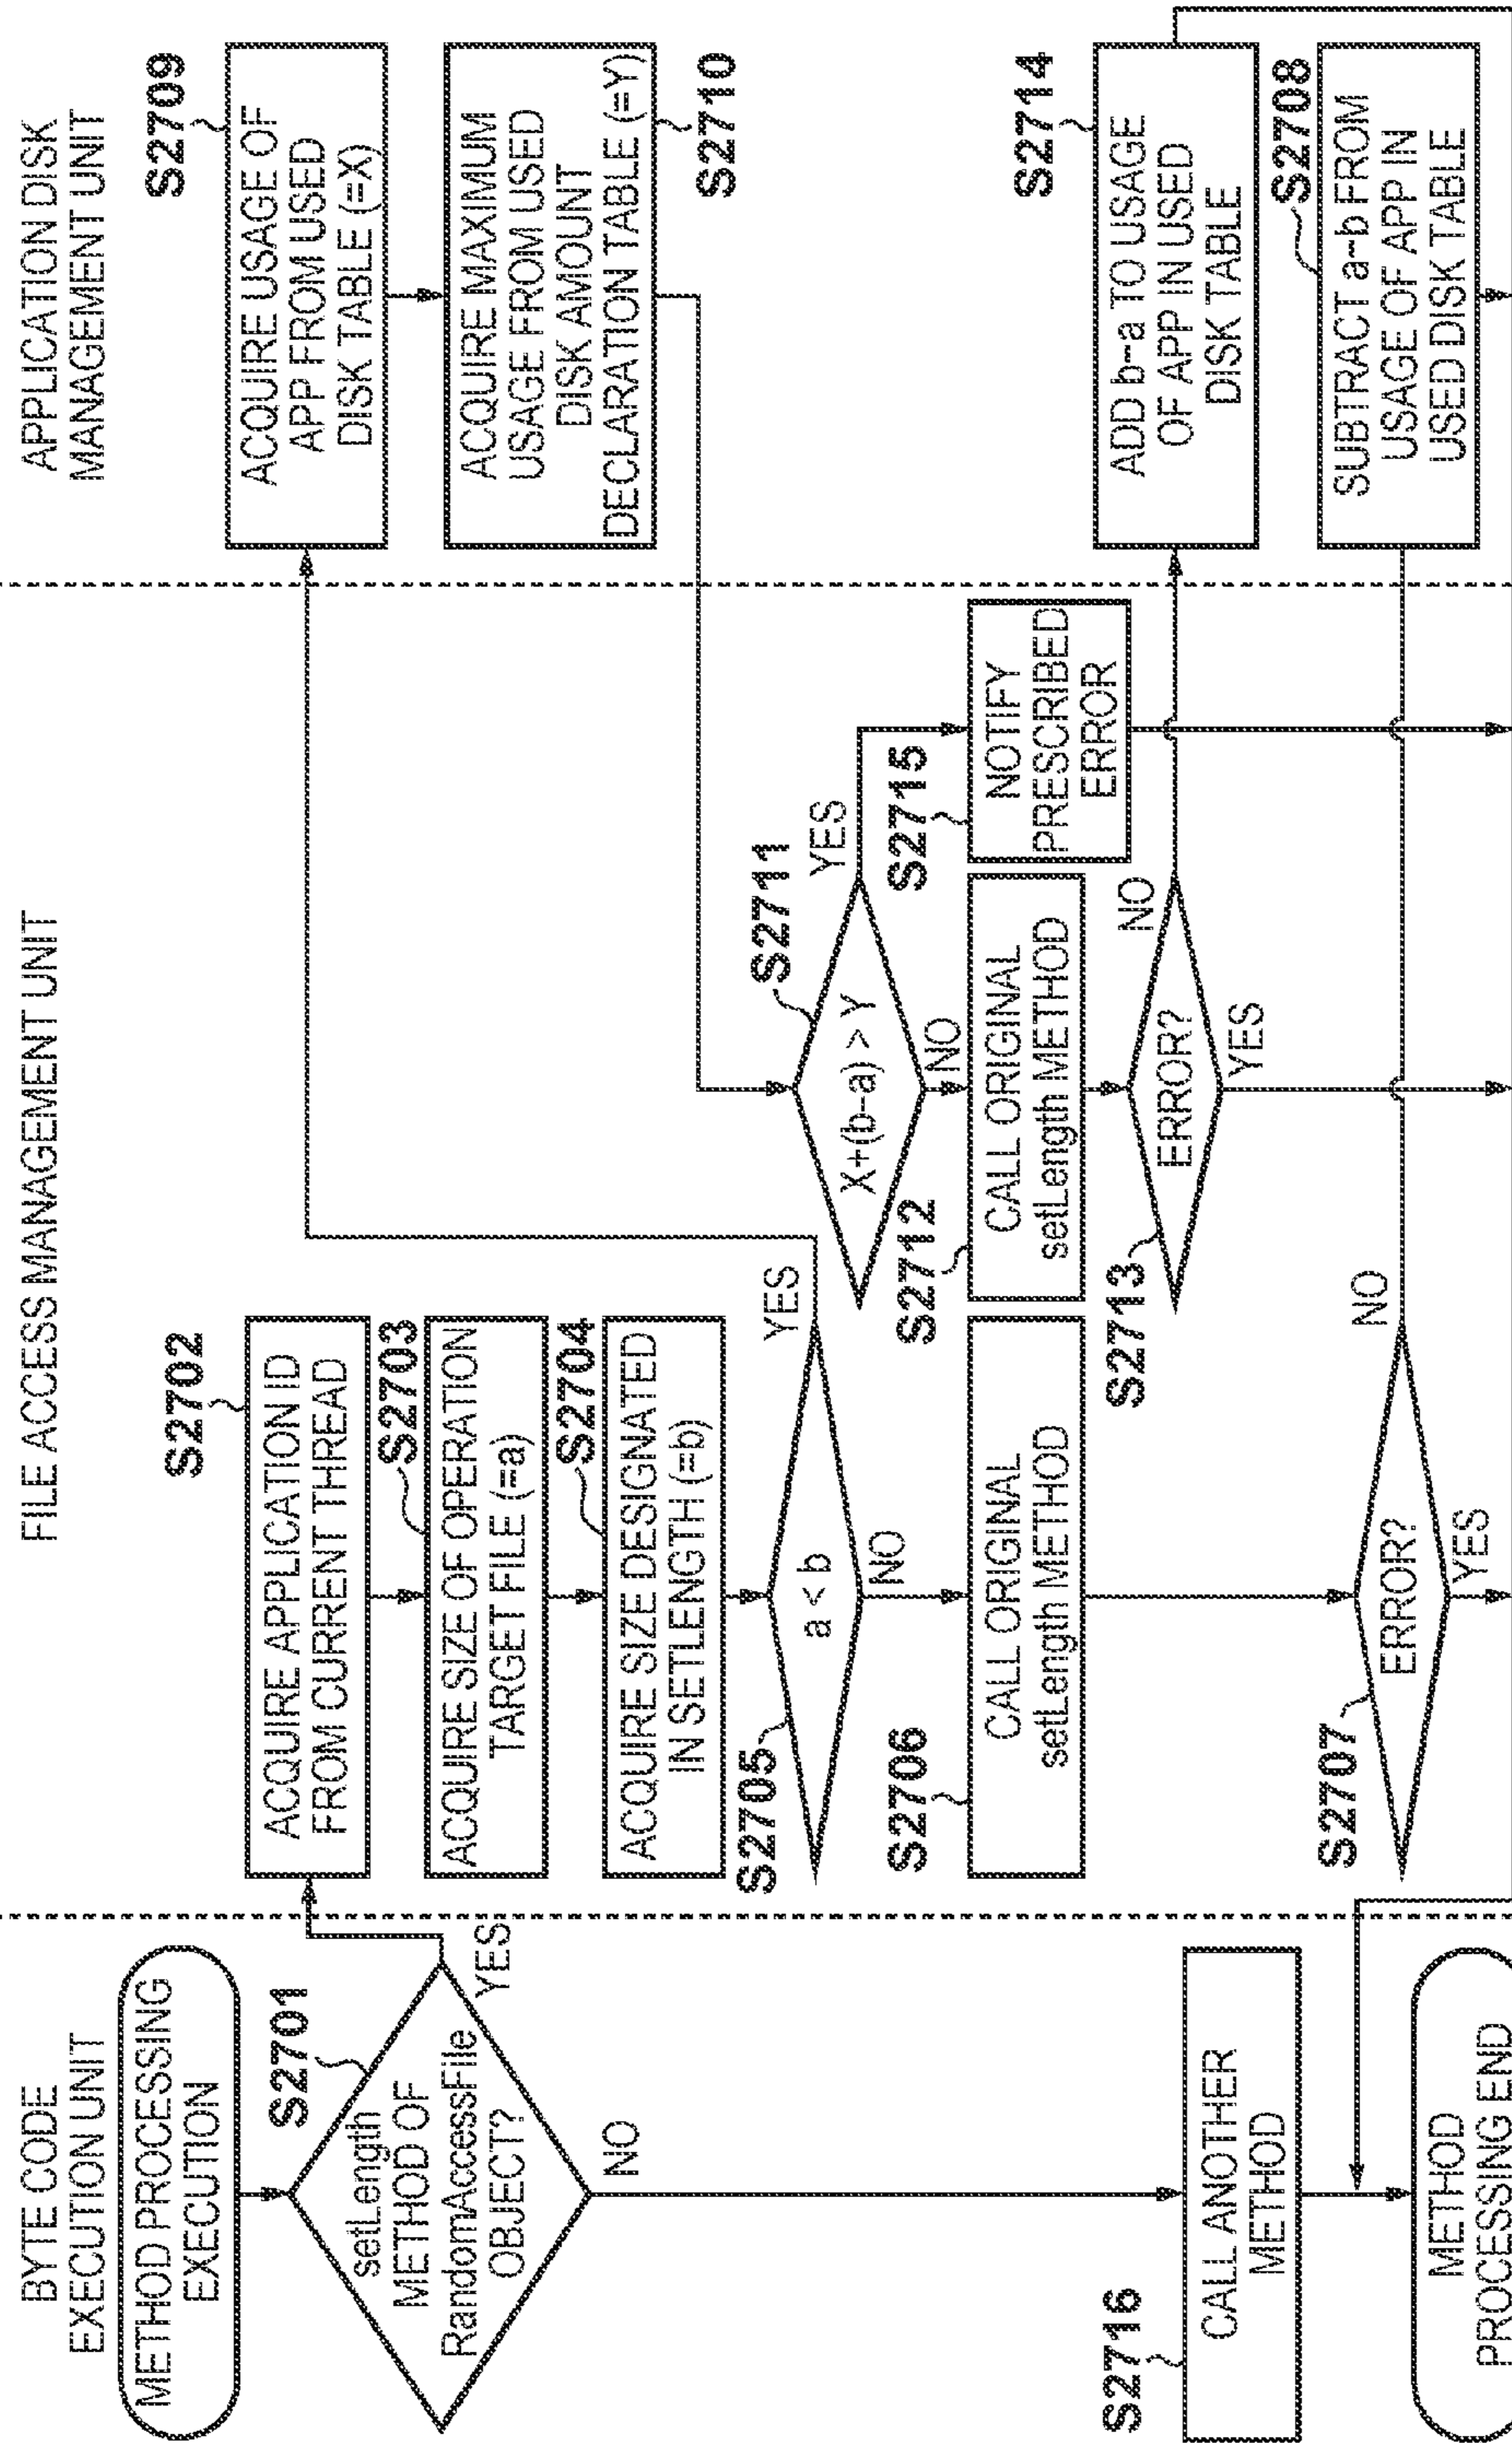 BYTE CODE
EXECUTION UNIT
METHOD PROCESSING
EXECUTION
S2701
setLength
METHOD OF
RandomAccessFile
OBJECT?
YES
NO
S2716
CALL ANOTHER
METHOD
METHOD
PROCESSING END
FILE ACCESS MANAGEMENT UNIT
S2702
ACQUIRE APPLICATION ID
FROM CURRENT THREAD
S2703
ACQUIRE SIZE OF OPERATION
TARGET FILE (=a)
S2704
ACQUIRE SIZE DESIGNATED
IN SETLENGTH (=b)
S2705
a < b
YES
NO
S2706
CALL ORIGINAL
setLength METHOD
S2707
ERROR?
NO
YES
S2711
X+(b-a) > Y
YES
NO
S2712
CALL ORIGINAL
setLength METHOD
S2715
NOTIFY
PRESCRIBED
ERROR
S2713
ERROR?
NO
YES
APPLICATION DISK
MANAGEMENT UNIT
S2709
ACQUIRE USAGE OF
APP FROM USED
DISK TABLE (=X)
ACQUIRE MAXIMUM
USAGE FROM USED
DISK AMOUNT
DECLARATION TABLE (=Y)
S2710
S2714
ADD b-a TO USAGE
OF APP IN USED
DISK TABLE
S2708
SUBTRACT a-b FROM
USAGE OF APP IN
USED DISK TABLE